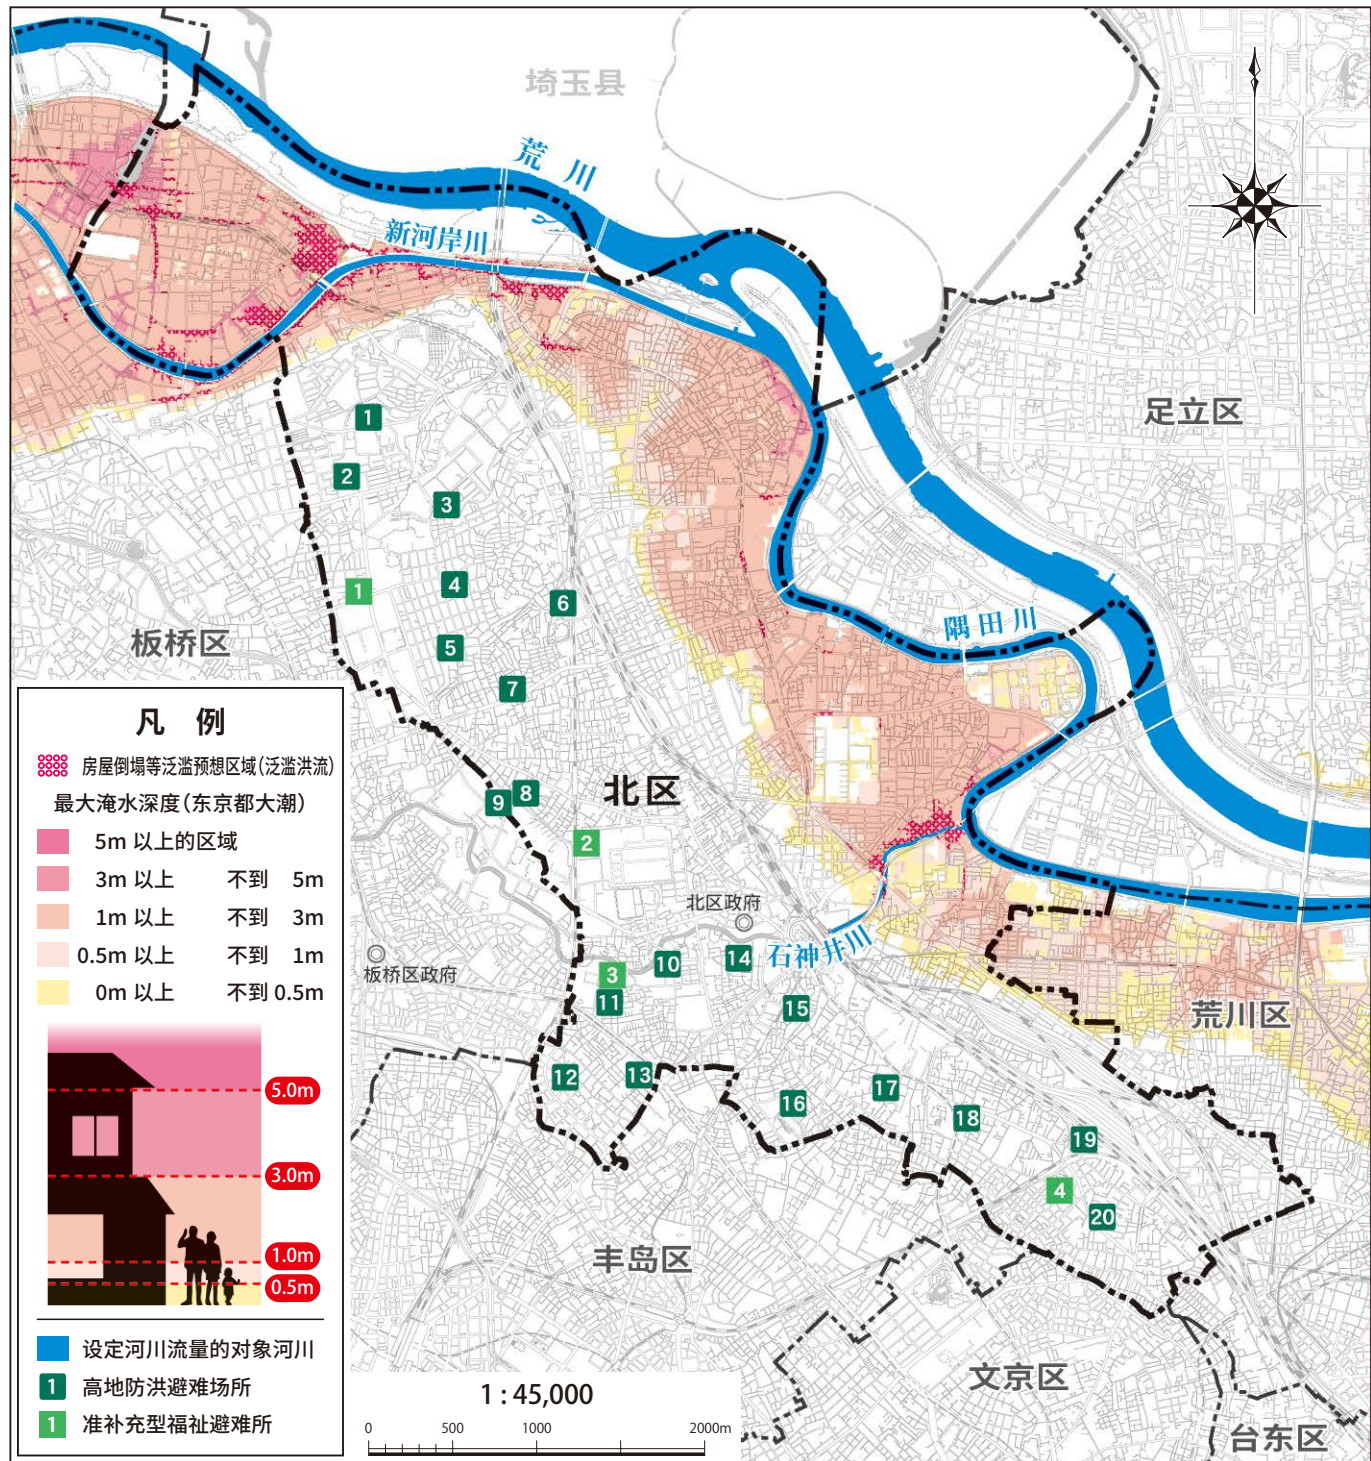 埼玉县
荒川
新河岸川
足立区
1
2
3
1
4
6
5
板桥区
隅田川
7
凡 例
房屋倒塌等泛滥预想区域(泛滥洪流)
最大淹水深度(东京都大潮)
5m 以上的区域
3m 以上 不到 5m
1m 以上 不到 3m
0.5m 以上 不到 1m
0m 以上 不到 0.5m
5.0m
3.0m
1.0m
0.5m
设定河川流量的对象河川
1 高地防洪避难场所
1 准补充型福祉避难所
北区
9
8
2
北区政府
石神井川
板桥区政府
3
10
14
11
15
荒川区
12
13
16
17
18
19
4
20
丰岛区
文京区
台东区
1 : 45,000
0 500 1000 2000m